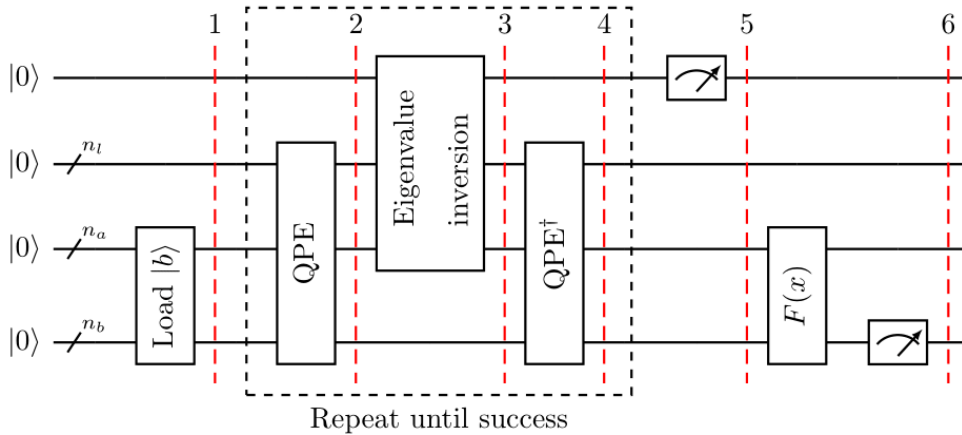 1 2 3 4 5 6
|0⟩
|0⟩ n_l
|0⟩ n_a
|0⟩ n_b
Load |b⟩
QPE
Eigenvalue
inversion
QPE†
F(x)
Repeat until success